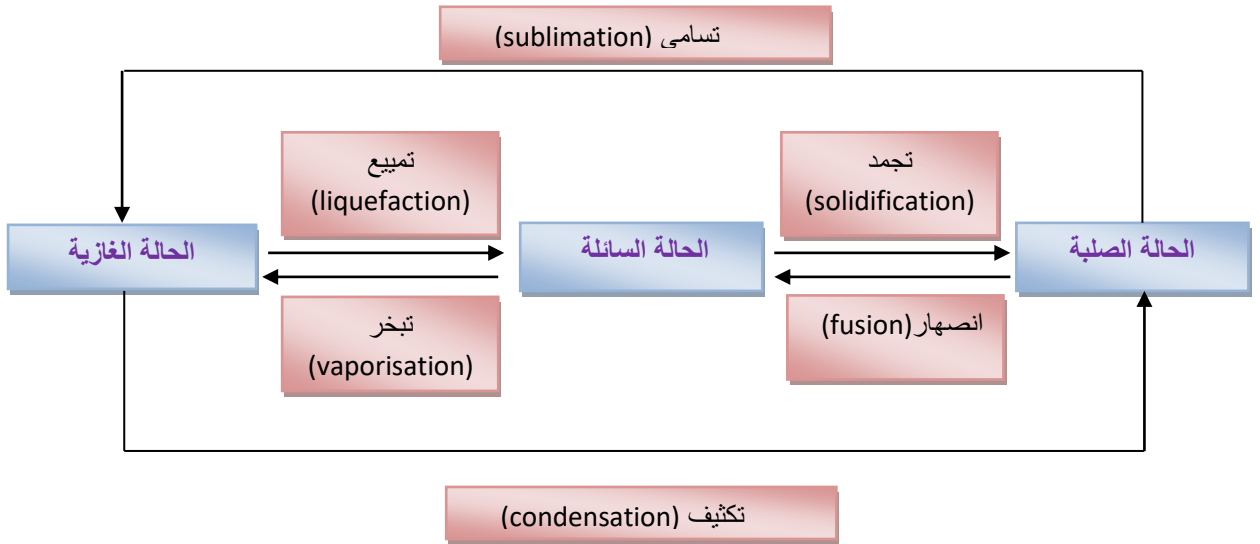 تسامى (sublimation)
تمييع
(liquefaction)
تجمد
(solidification)
الحالة الغازية
الحالة السائلة
الحالة الصلبة
تبخر
(vaporisation)
انصهار(fusion)
تكثيف (condensation)